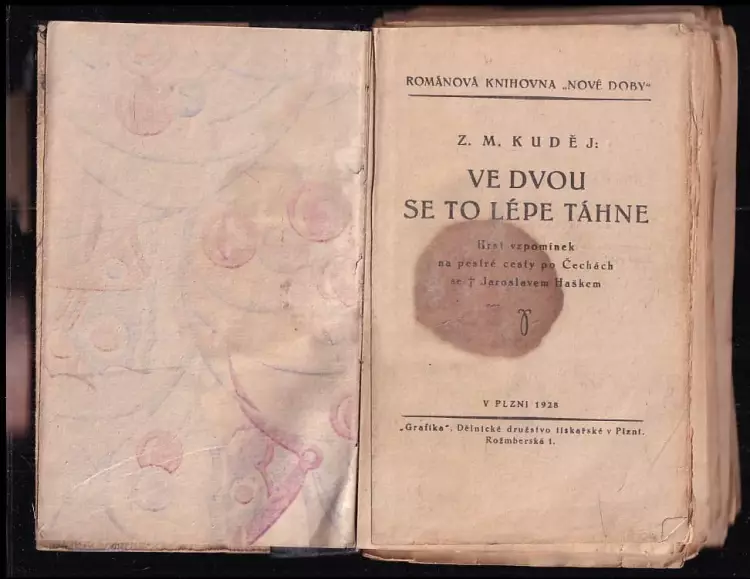 ROMÁNOVÁ KNIHOVNA „NOVÉ DOBY“
Z. M. KUDĚJ:
VE DVOU
SE TO LÉPE TÁHNE
Hrst vzpomínek
na pestré cesty po Čechách
se † Jaroslavem Haškem
V PLZNI 1928
„Grafika“, Dělnické družstvo tiskařské v Plzni.
Rožmberská 1.